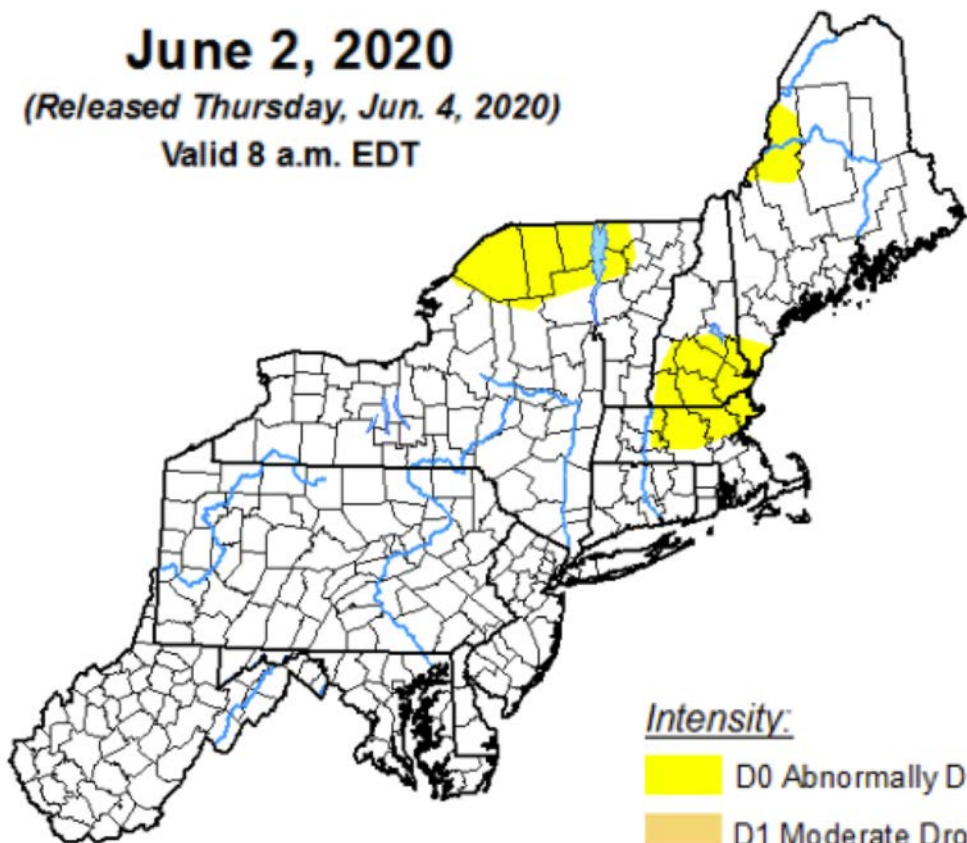 June 2, 2020
(Released Thursday, Jun. 4, 2020)
Valid 8 a.m. EDT
Intensity:
D0 Abnormally D
D1 Moderate Dro